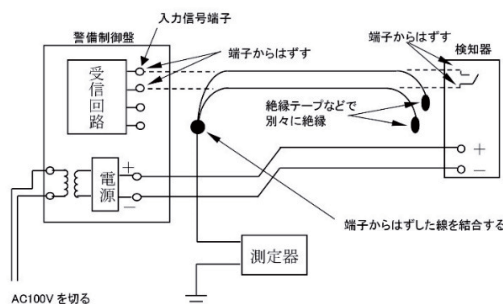 入力信号端子
警備制御盤
端子からはずす
端子からはずす
検知器
受信回路
絶縁テープなどで
別々に絶縁
電源
+
−
+
−
端子からはずした線を結合する
測定器
AC100Vを切る